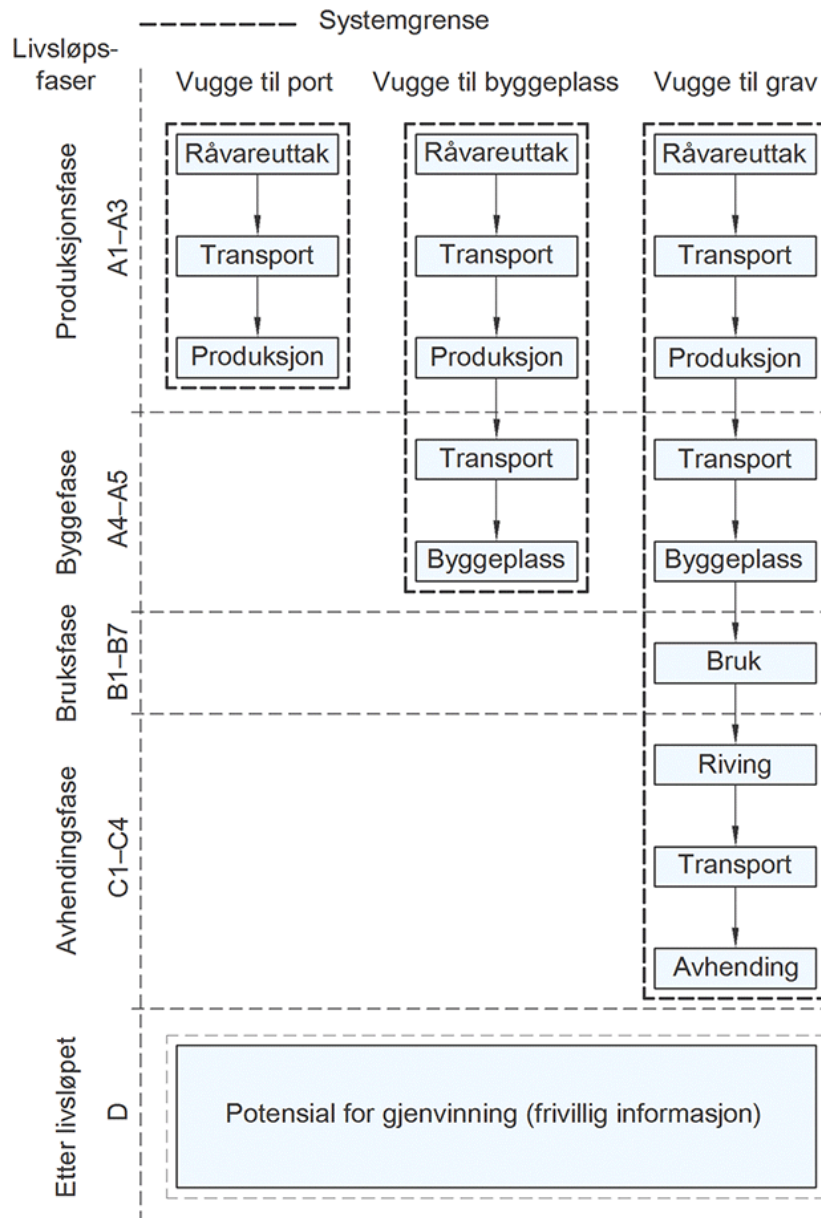 Systemgrense
Livsløps-
faser
Vugge til port
Vugge til byggeplass
Vugge til grav
Produksjonsfase
A1–A3
Råvareuttak
Transport
Produksjon
Råvareuttak
Transport
Produksjon
Råvareuttak
Transport
Produksjon
Byggefase
A4–A5
Transport
Byggeplass
Transport
Byggeplass
Bruksfase
B1–B7
Bruk
Avhendingsfase
C1–C4
Riving
Transport
Avhending
Etter livsløpet
D
Potensial for gjenvinning (frivillig informasjon)